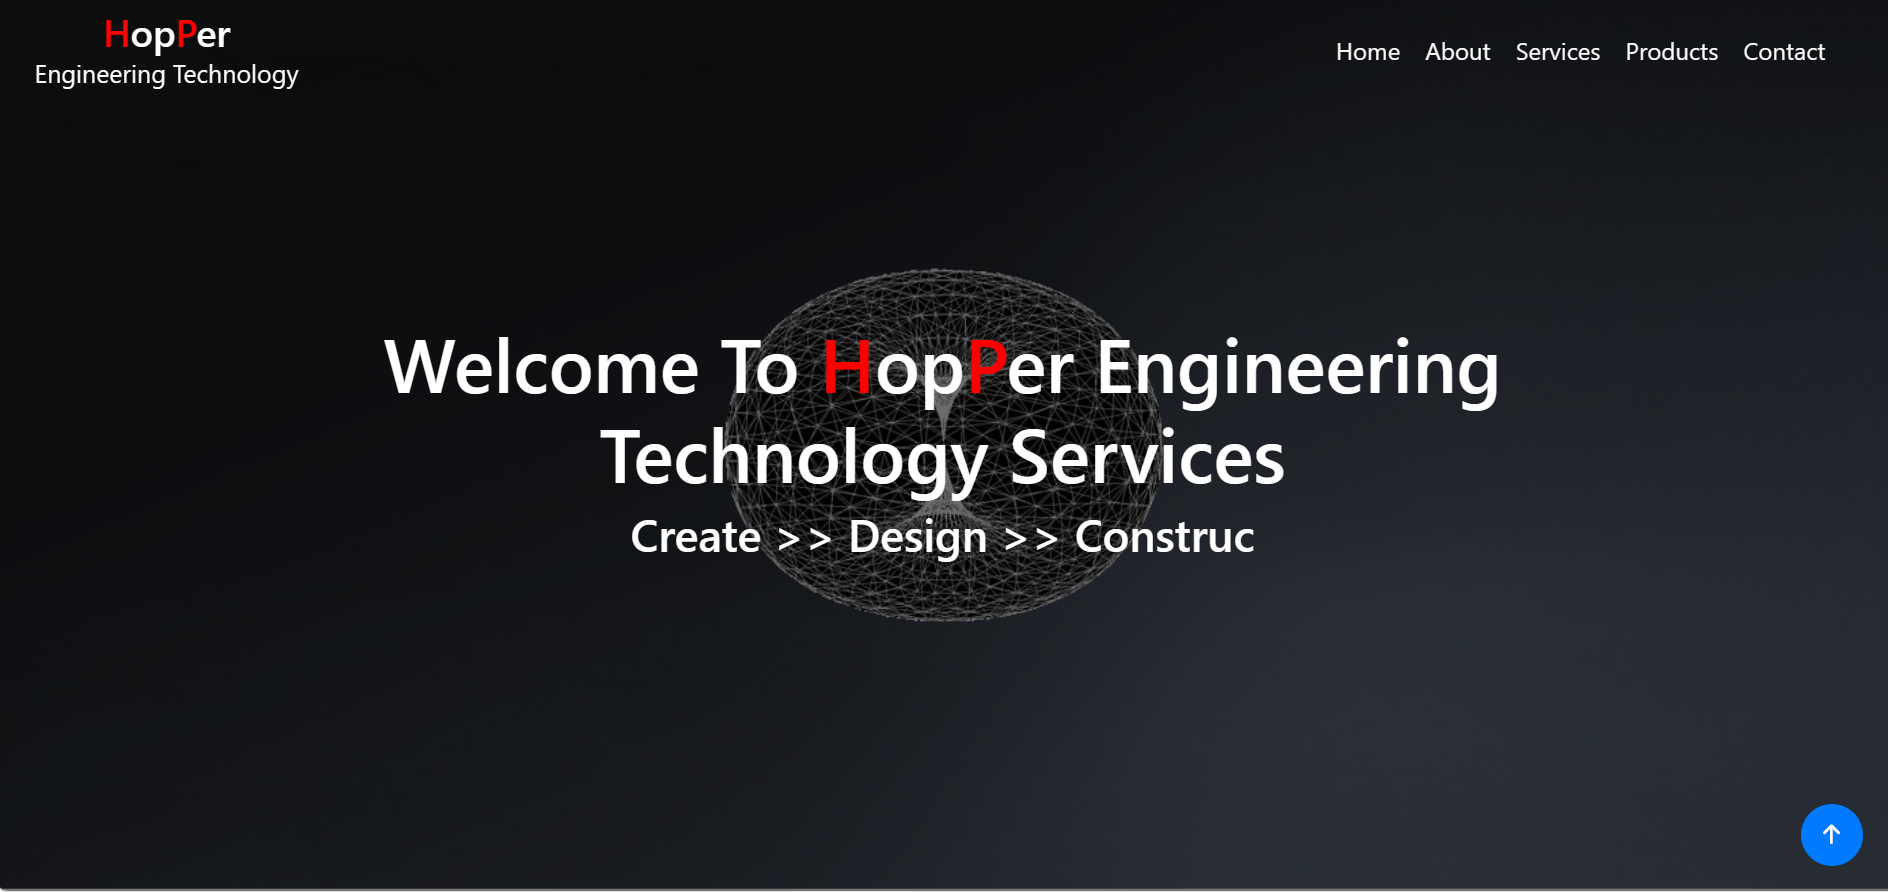 HopPer
Engineering Technology
Home About Services Products Contact
Welcome To HopPer Engineering
Technology Services
Create >> Design >> Construc